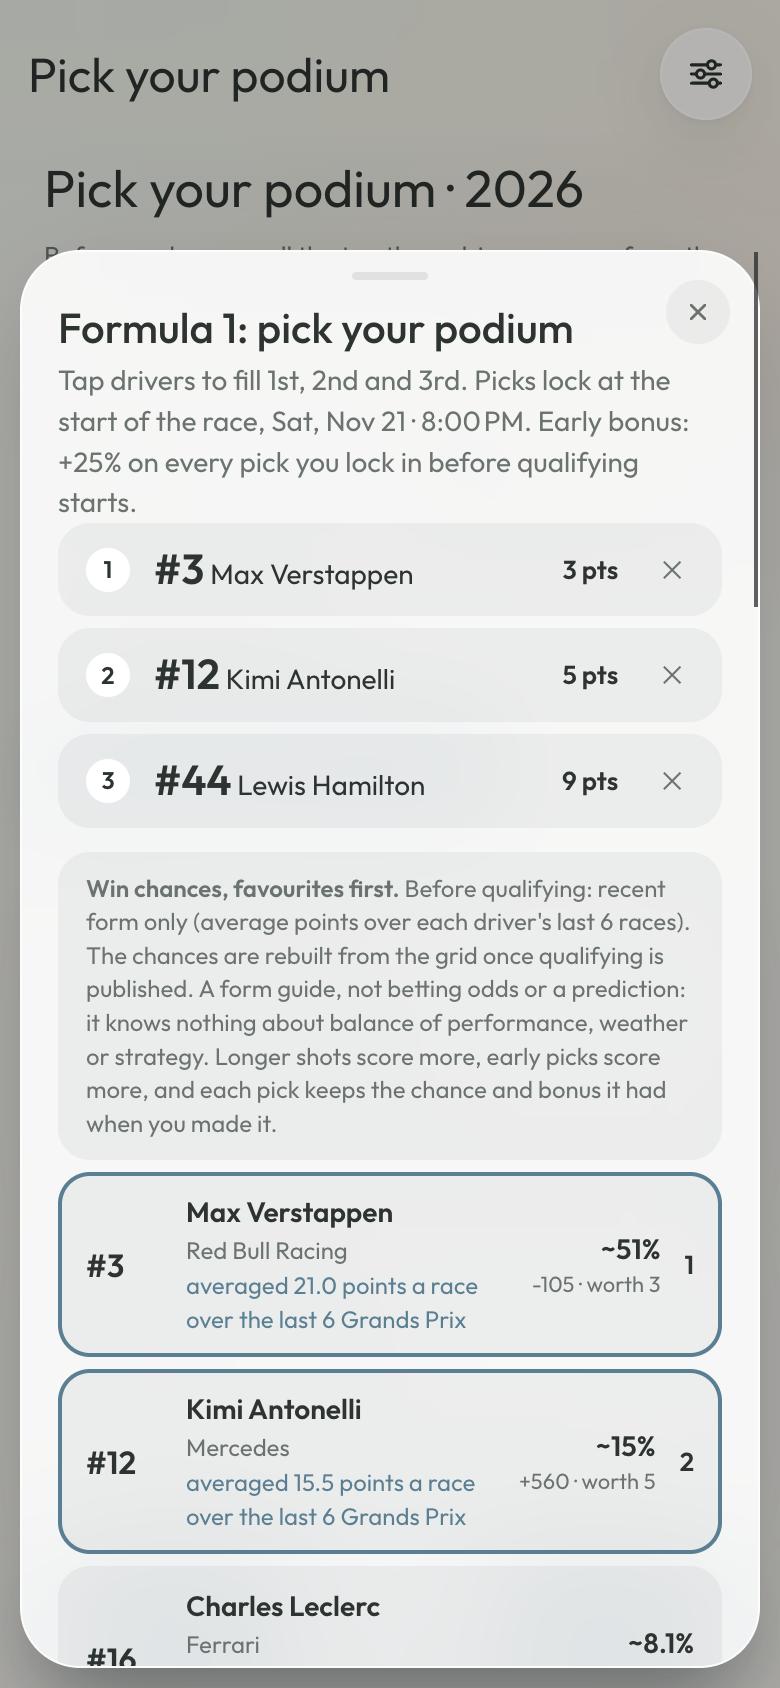 Pick your podium
Pick your podium · 2026
Formula 1: pick your podium
Tap drivers to fill 1st, 2nd and 3rd. Picks lock at the
start of the race, Sat, Nov 21 · 8:00 PM. Early bonus:
+25% on every pick you lock in before qualifying
starts.
1 #3 Max Verstappen 3 pts
2 #12 Kimi Antonelli 5 pts
3 #44 Lewis Hamilton 9 pts
Win chances, favourites first. Before qualifying: recent
form only (average points over each driver's last 6 races).
The chances are rebuilt from the grid once qualifying is
published. A form guide, not betting odds or a prediction:
it knows nothing about balance of performance, weather
or strategy. Longer shots score more, early picks score
more, and each pick keeps the chance and bonus it had
when you made it.
Max Verstappen
Red Bull Racing
#3
averaged 21.0 points a race
over the last 6 Grands Prix
~51%
-105 · worth 3
1
Kimi Antonelli
Mercedes
#12
averaged 15.5 points a race
over the last 6 Grands Prix
~15%
+560 · worth 5
2
Charles Leclerc
Ferrari
#16
~8.1%